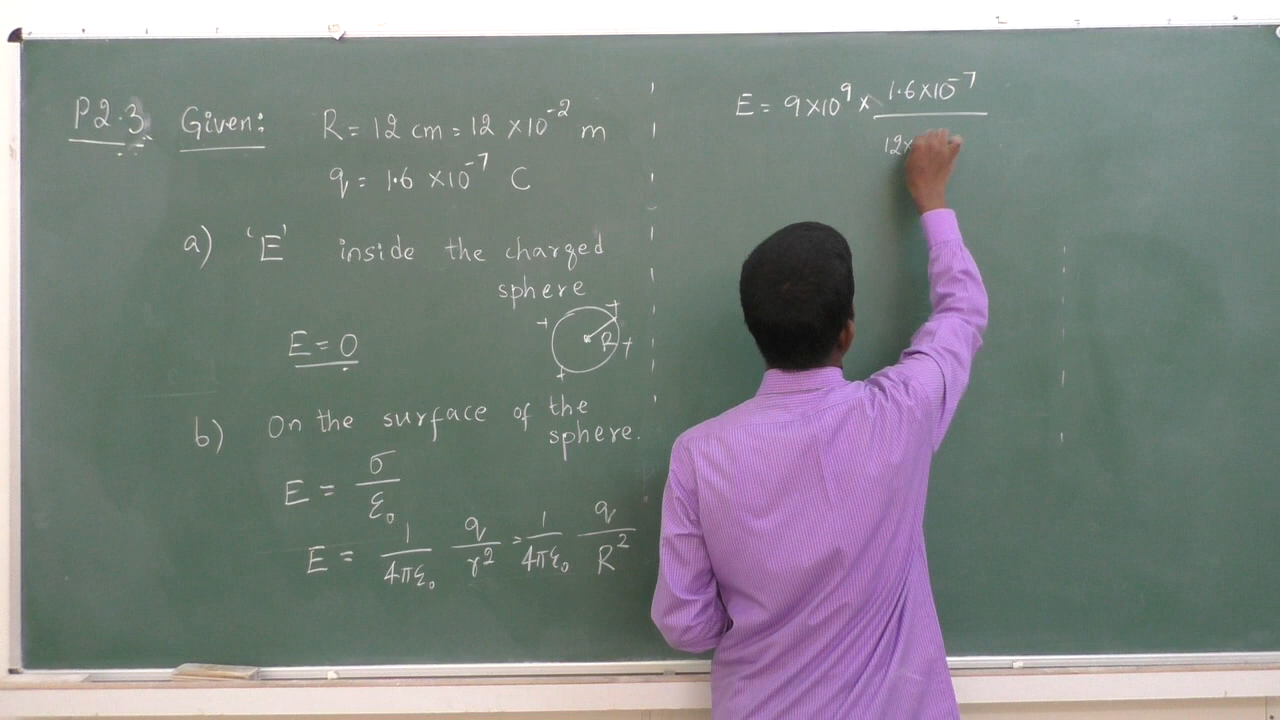 P2.3 Given: R = 12 cm = 12 × 10⁻² m
q = 1.6 × 10⁻⁷ C
a) 'E' inside the charged
sphere
+ + R + +
E = 0
b) On the surface of the
sphere.
E = σ/ε₀
E = 1/4πε₀ q/r² = 1/4πε₀ q/R²
E = 9 × 10⁹ × 1.6 × 10⁻⁷
12 ×